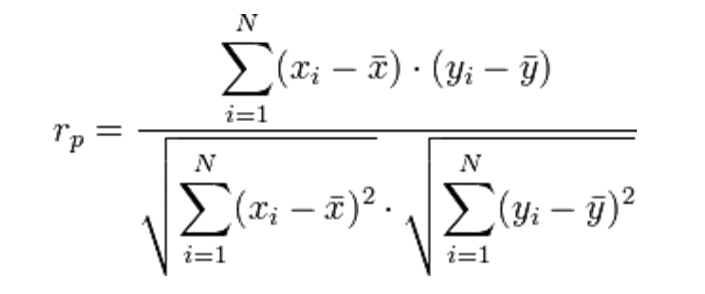 r_p = \frac{\sum_{i=1}^{N} (x_i - \bar{x}) \cdot (y_i - \bar{y})}{\sqrt{\sum_{i=1}^{N} (x_i - \bar{x})^2} \cdot \sqrt{\sum_{i=1}^{N} (y_i - \bar{y})^2}}